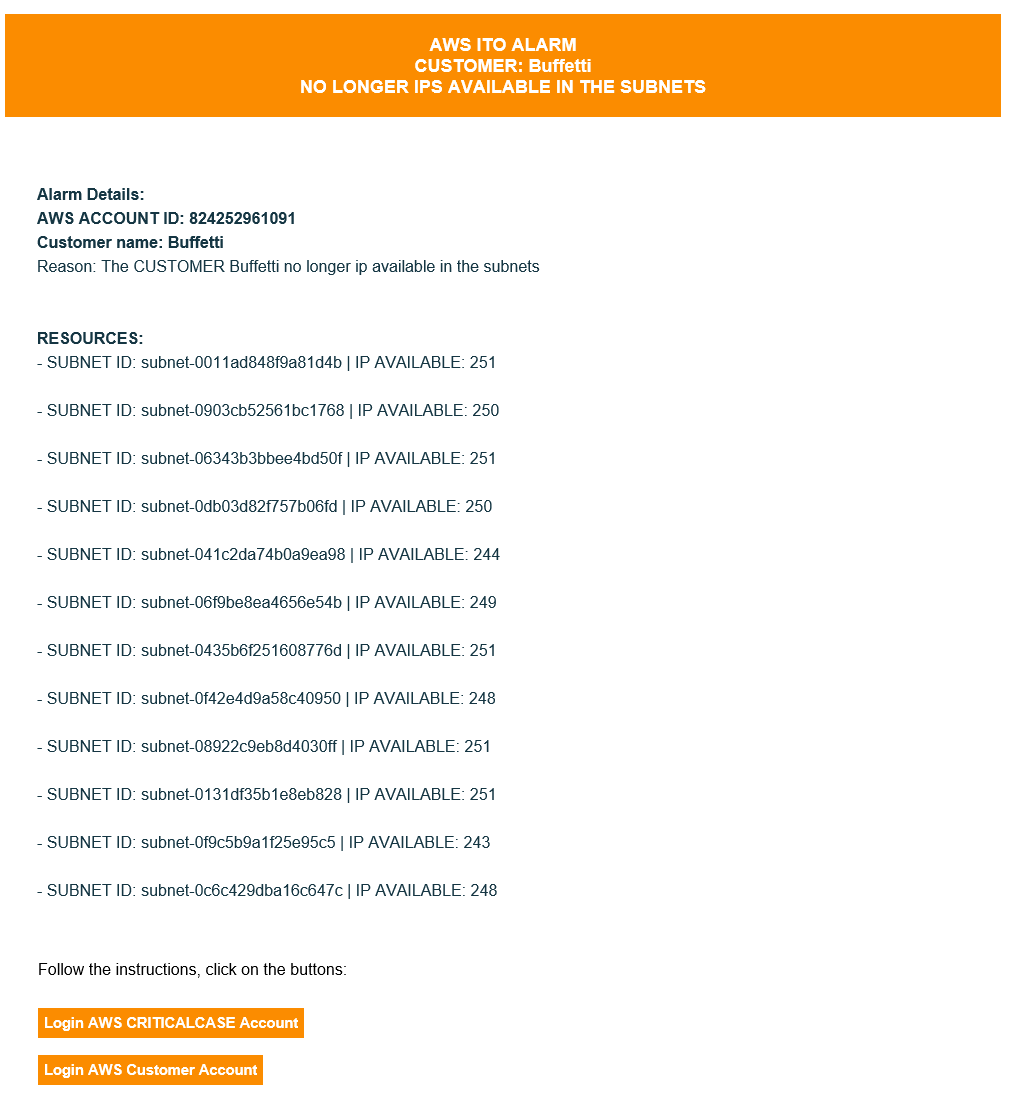 AWS ITO ALARM
CUSTOMER: Buffetti
NO LONGER IPS AVAILABLE IN THE SUBNETS
Alarm Details:
AWS ACCOUNT ID: 824252961091
Customer name: Buffetti
Reason: The CUSTOMER Buffetti no longer ip available in the subnets
RESOURCES:
- SUBNET ID: subnet-0011ad848f9a81d4b | IP AVAILABLE: 251
- SUBNET ID: subnet-0903cb52561bc1768 | IP AVAILABLE: 250
- SUBNET ID: subnet-06343b3bbee4bd50f | IP AVAILABLE: 251
- SUBNET ID: subnet-0db03d82f757b06fd | IP AVAILABLE: 250
- SUBNET ID: subnet-041c2da74b0a9ea98 | IP AVAILABLE: 244
- SUBNET ID: subnet-06f9be8ea4656e54b | IP AVAILABLE: 249
- SUBNET ID: subnet-0435b6f251608776d | IP AVAILABLE: 251
- SUBNET ID: subnet-0f42e4d9a58c40950 | IP AVAILABLE: 248
- SUBNET ID: subnet-08922c9eb8d4030ff | IP AVAILABLE: 251
- SUBNET ID: subnet-0131df35b1e8eb828 | IP AVAILABLE: 251
- SUBNET ID: subnet-0f9c5b9a1f25e95c5 | IP AVAILABLE: 243
- SUBNET ID: subnet-0c6c429dba16c647c | IP AVAILABLE: 248
Follow the instructions, click on the buttons:
Login AWS CRITICALCASE Account
Login AWS Customer Account